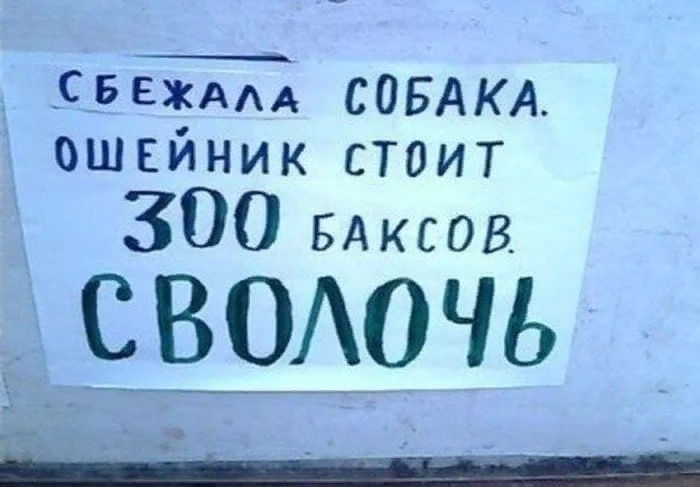 СБЕЖАЛА СОБАКА.
ОШЕЙНИК СТОИТ
300 БАКСОВ.
СВОЛОЧЬ